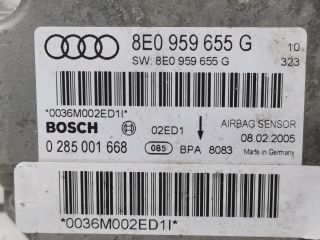 8E0 959 655 G 10
SW: 8E0 959 655 G 323
*0036M002ED1I*
BOSCH 02ED1 AIRBAG SENSOR
08.02.2005
0 285 001 668 085 BPA 8083 Made in Germany
*0036M002ED1I*